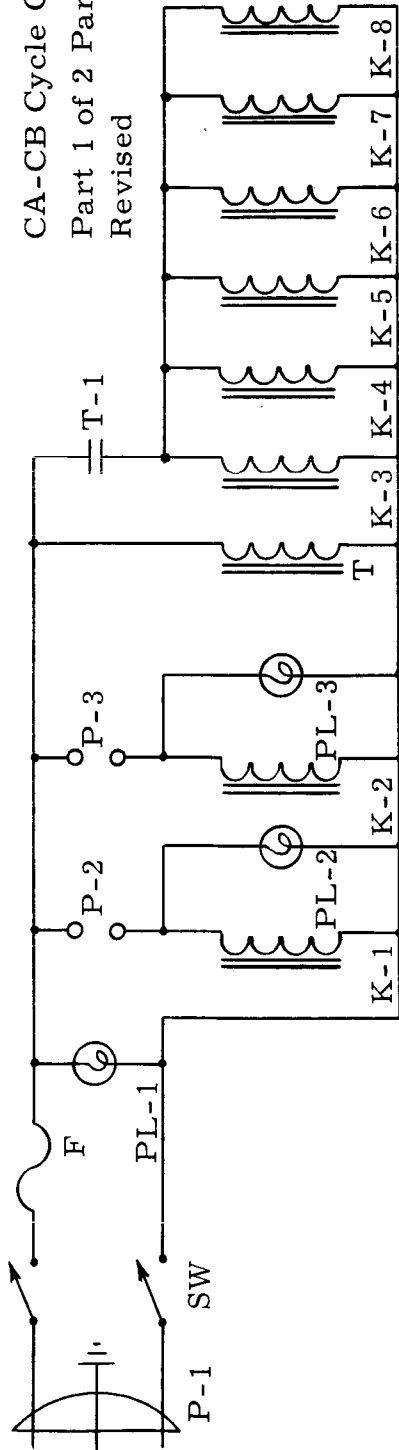 CA-CB Cycle
Part 1 of 2
Revised
T-1
P-3
P-2
F
PL-1
SW
P-1
K-1
PL-2
K-2
PL-3
T
K-3
K-4
K-5
K-6
K-7
K-8